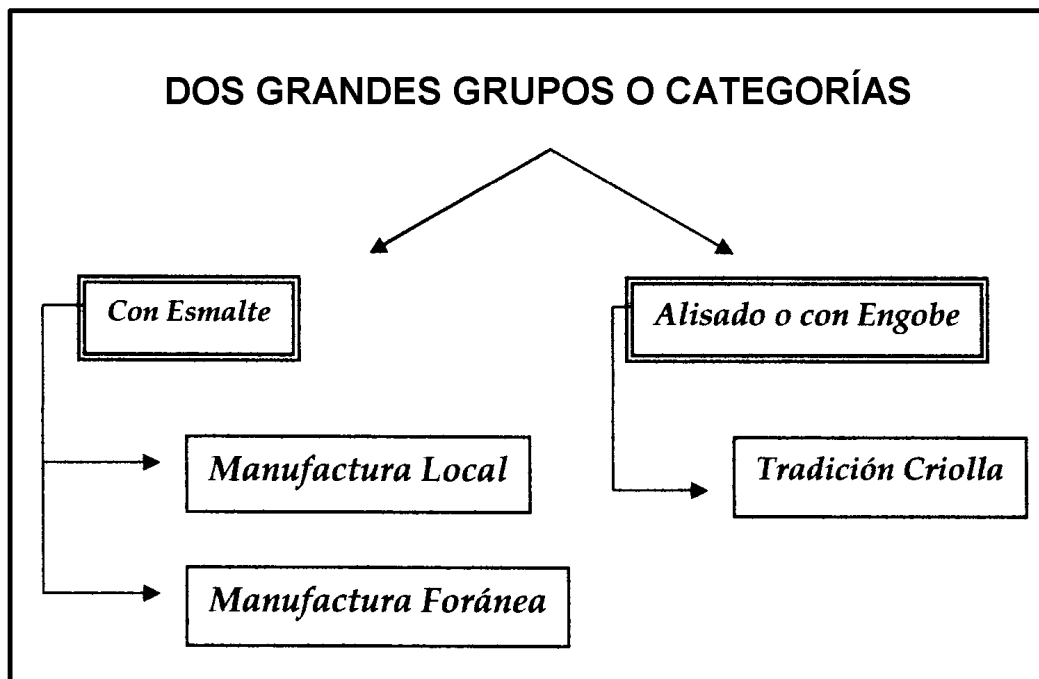 DOS GRANDES GRUPOS O CATEGORÍAS
Con Esmalte
Alisado o con Engobe
Manufactura Local
Tradición Criolla
Manufactura Foránea